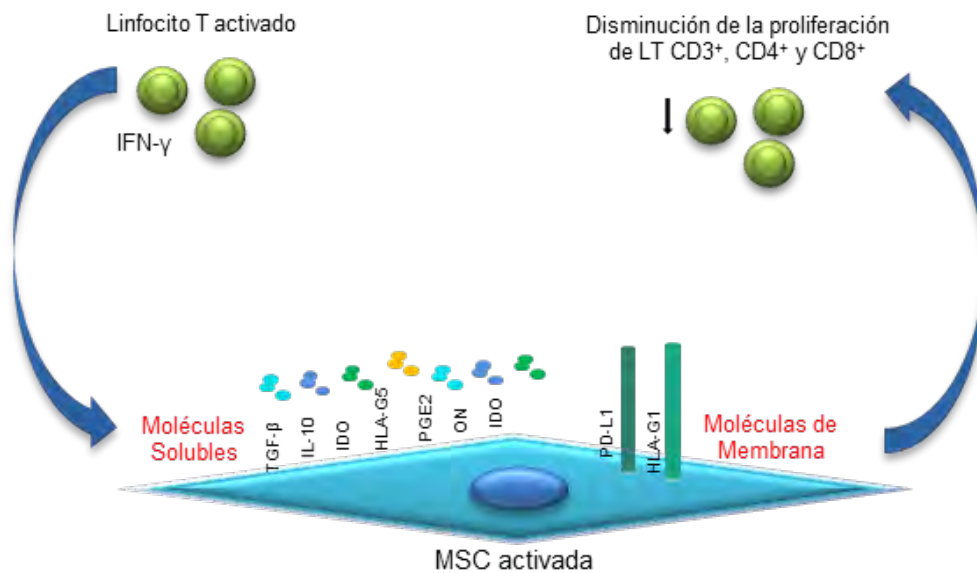 Linfocito T activado
IFN-γ
Disminución de la proliferación
de LT CD3⁺, CD4⁺ y CD8⁺
Moléculas
Solubles
TGF-β
IL-10
IDO
HLA-G5
PGE2
ON
IDO
PD-L1
HLA-G1
Moléculas de
Membrana
MSC activada